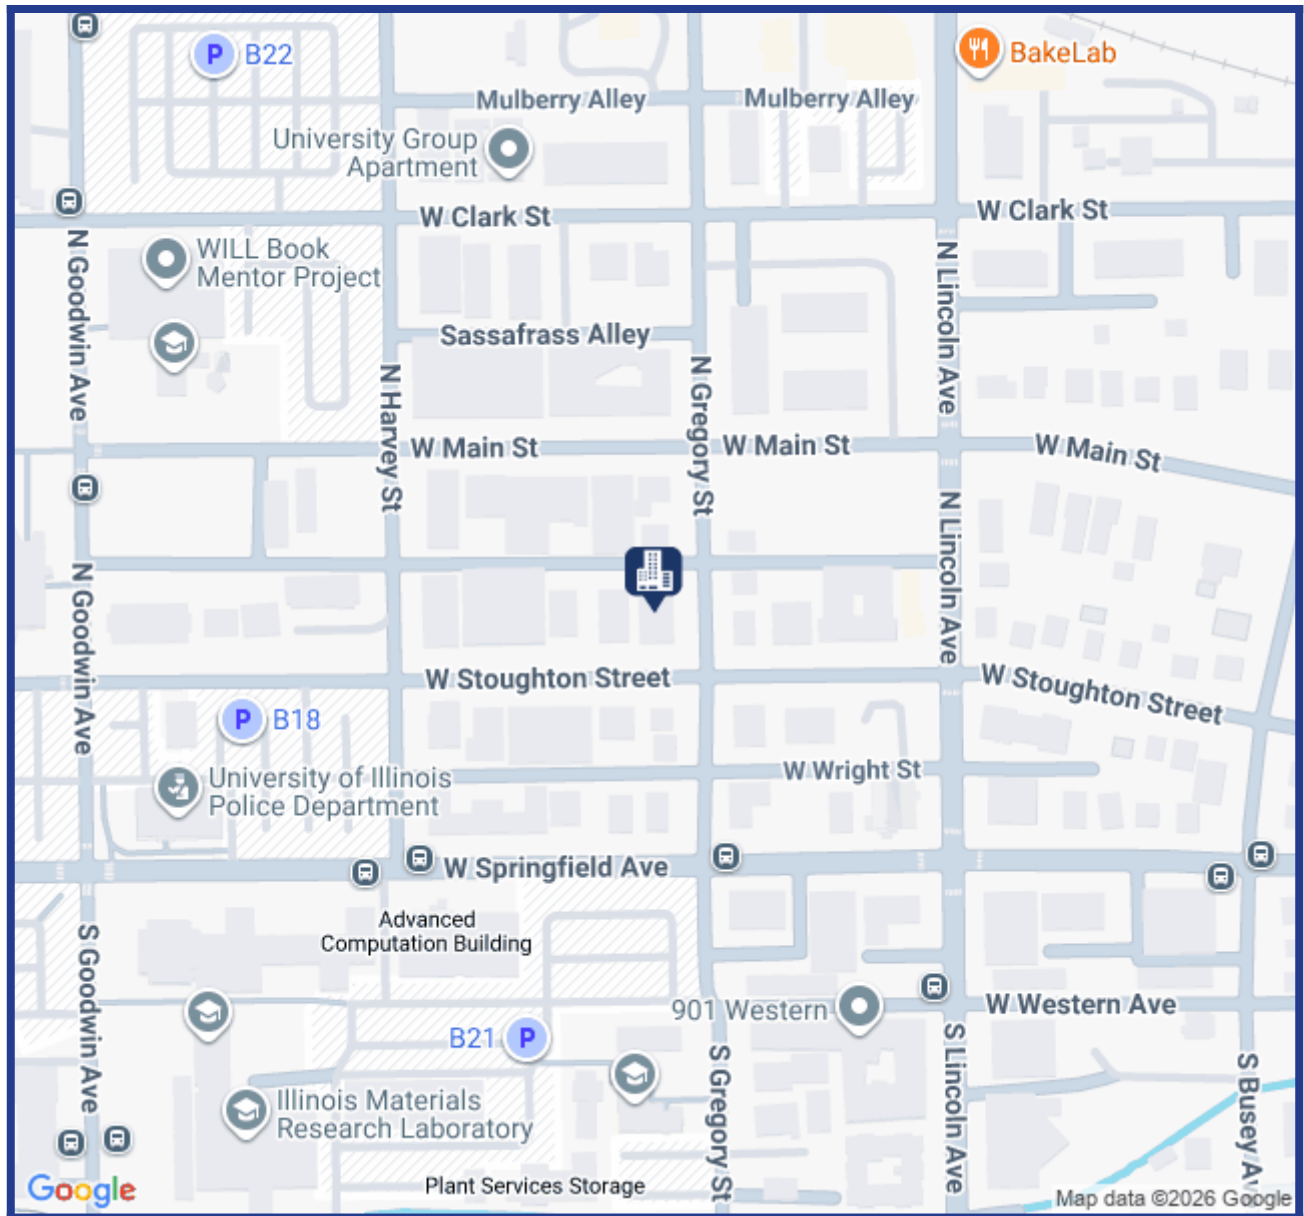 B22
BakeLab
Mulberry Alley
Mulberry Alley
University Group
Apartment
W Clark St
W Clark St
N Goodwin Ave
WILL Book
Mentor Project
N Lincoln Ave
Sassafrass Alley
N Harvey St
N Gregory St
W Main St
W Main St
W Main St
N Lincoln Ave
N Goodwin Ave
W Stoughton Street
W Stoughton Street
P
B18
University of Illinois
Police Department
W Wright St
W Springfield Ave
Advanced
Computation Building
S Goodwin Ave
901 Western
W Western Ave
B21
P
S Gregory St
S Lincoln Ave
S Busey Av
Illinois Materials
Research Laboratory
Plant Services Storage
Google
Map data ©2026 Google
P